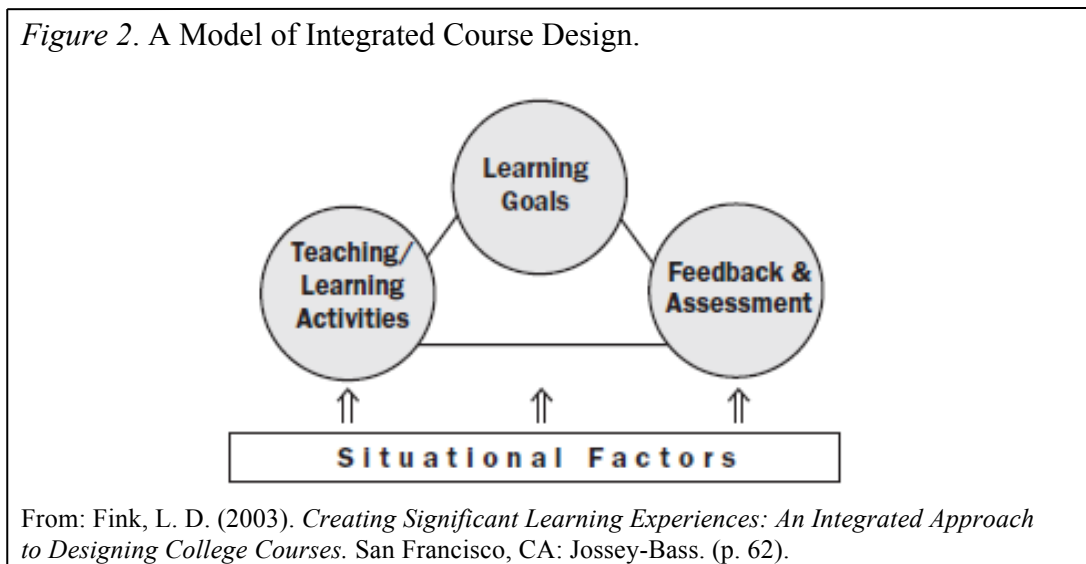 Figure 2. A Model of Integrated Course Design.
Learning
Goals
Teaching/
Learning
Activities
Feedback &
Assessment
Situational Factors
From: Fink, L. D. (2003). Creating Significant Learning Experiences: An Integrated Approach
to Designing College Courses. San Francisco, CA: Jossey-Bass. (p. 62).